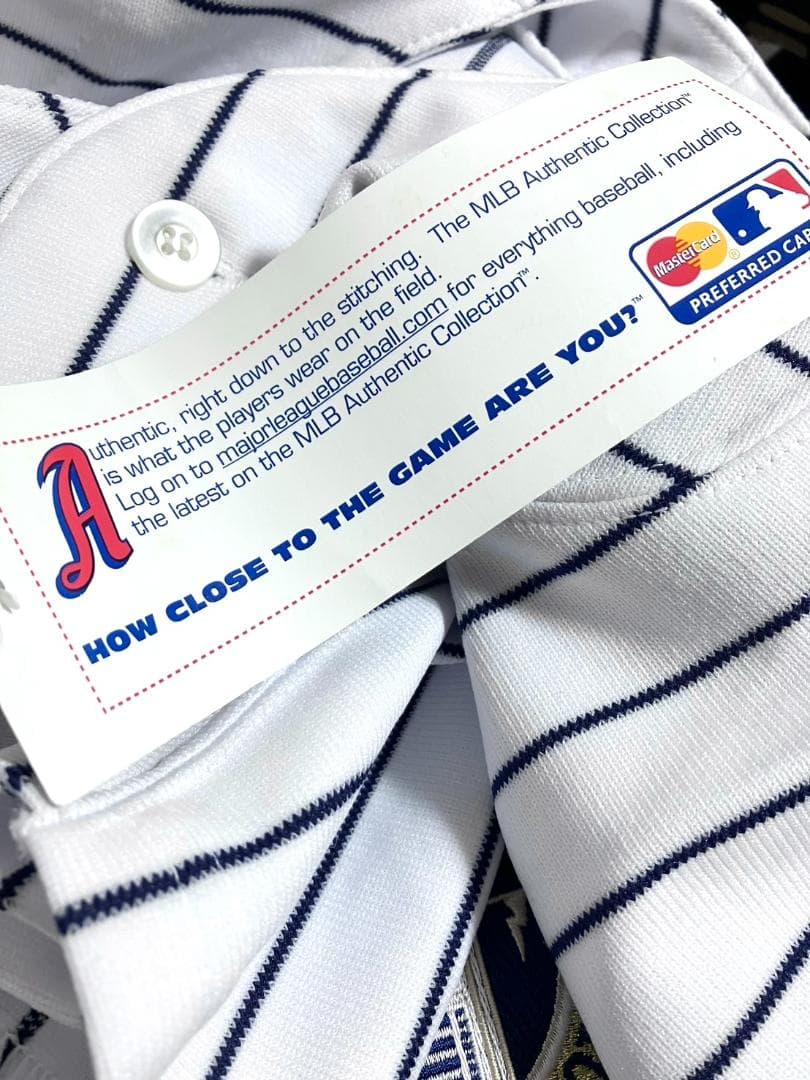 Authentic, right down to the stitching. The MLB Authentic Collection™
is what the players wear on the field.
Log on to majorleaguebaseball.com for everything baseball, including
the latest on the MLB Authentic Collection™.
HOW CLOSE TO THE GAME ARE YOU?™
MasterCard®
PREFERRED CAR